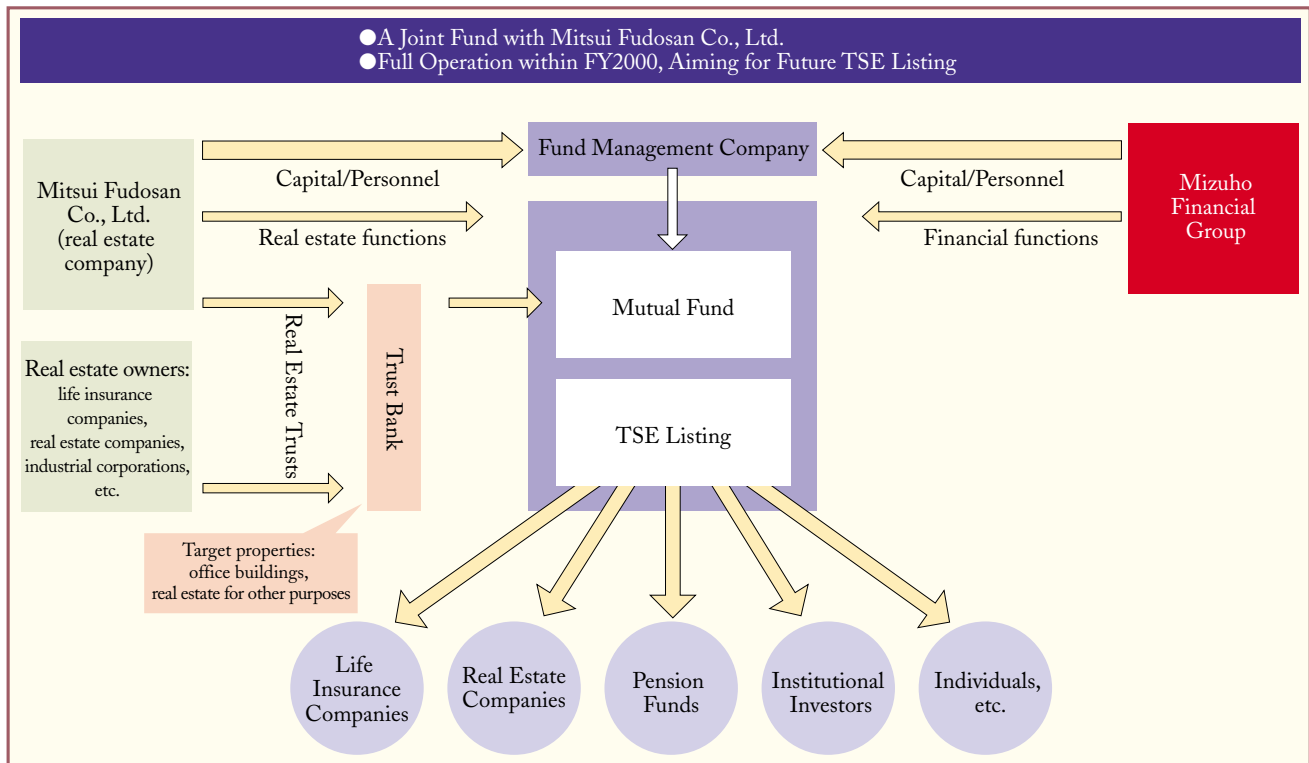 ●A Joint Fund with Mitsui Fudosan Co., Ltd.
●Full Operation within FY2000, Aiming for Future TSE Listing
Mitsui Fudosan
Co., Ltd.
(real estate
company)
Capital/Personnel
Real estate functions
Fund Management Company
Capital/Personnel
Financial functions
Mizuho
Financial
Group
Real estate owners:
life insurance
companies,
real estate companies,
industrial corporations,
etc.
Real Estate Trusts
Trust Bank
Target properties:
office buildings,
real estate for other purposes
Mutual Fund
TSE Listing
Life
Insurance
Companies
Real Estate
Companies
Pension
Funds
Institutional
Investors
Individuals,
etc.